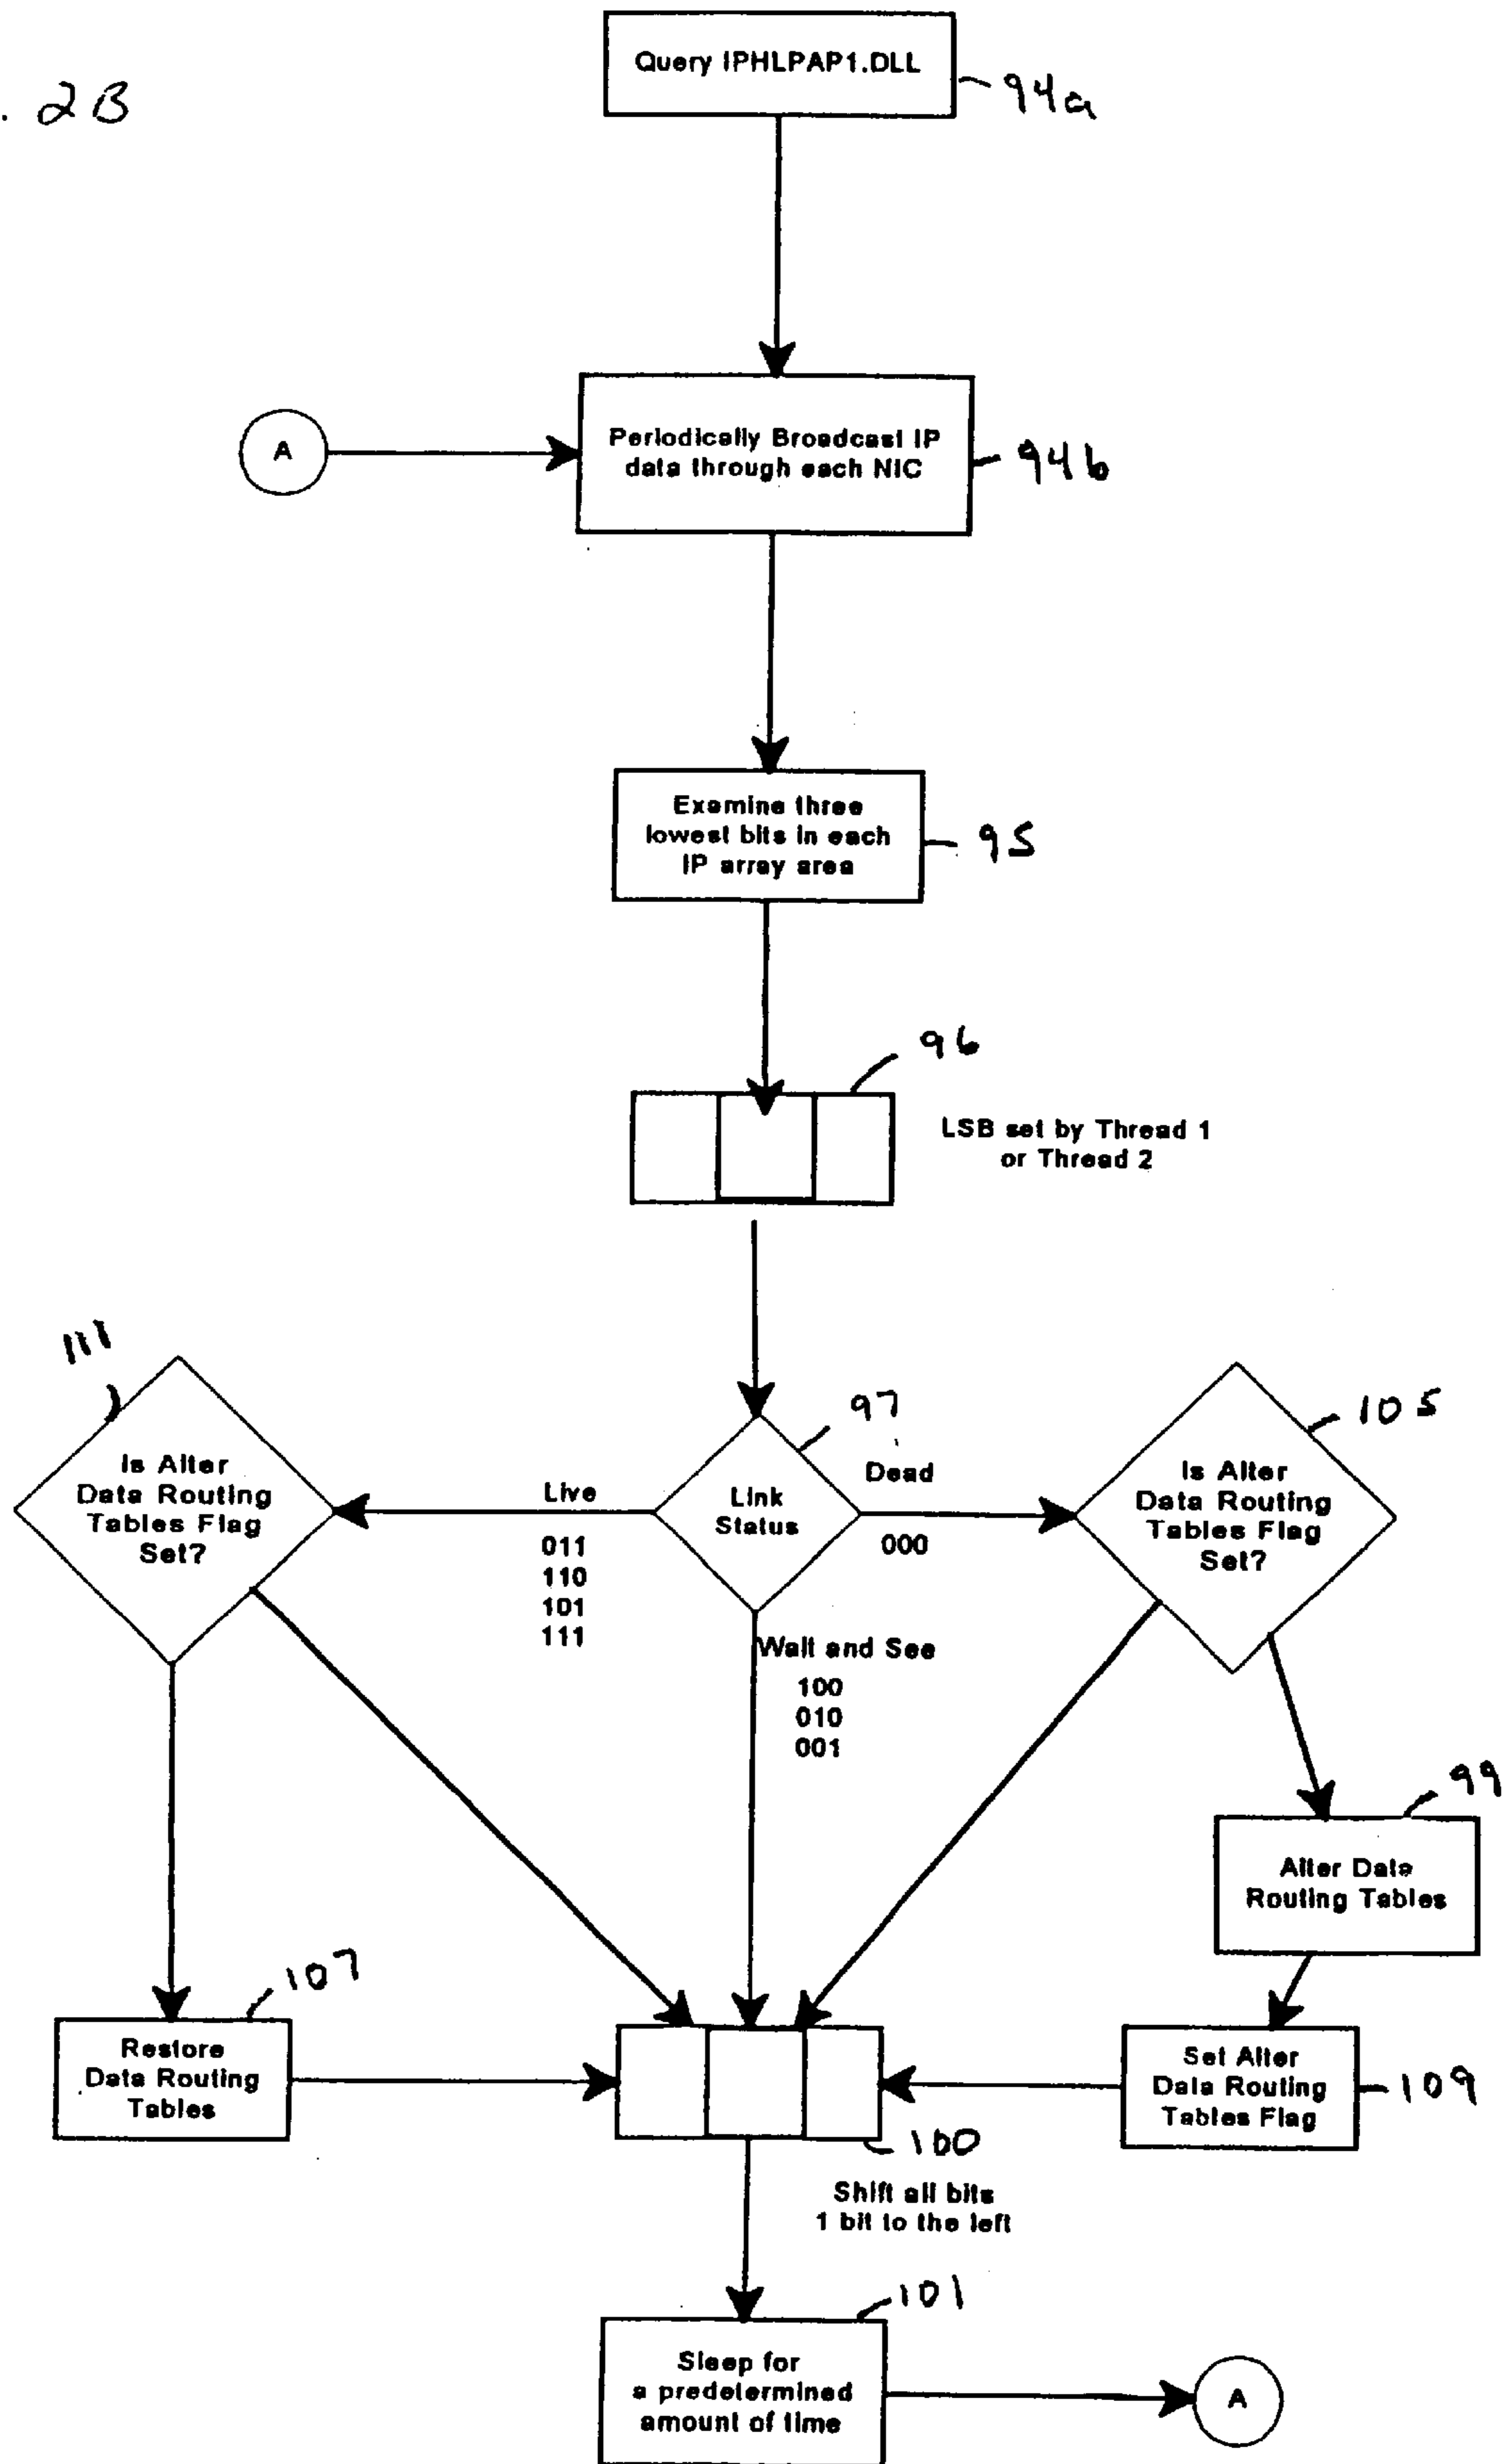 . 2B
Query IPHLPAP1.DLL
94a
A
Periodically Broadcast IP
data through each NIC
94b
Examine three
lowest bits in each
IP array area
95
96
LSB set by Thread 1
or Thread 2
111
Is Alter
Data Routing
Tables Flag
Set?
Live
011
110
101
111
97
Link
Status
Dead
000
105
Is Alter
Data Routing
Tables Flag
Set?
Wait and See
100
010
001
99
Alter Data
Routing Tables
107
Restore
Data Routing
Tables
Set Alter
Data Routing
Tables Flag
109
100
Shift all bits
1 bit to the left
101
Sleep for
a predetermined
amount of time
A